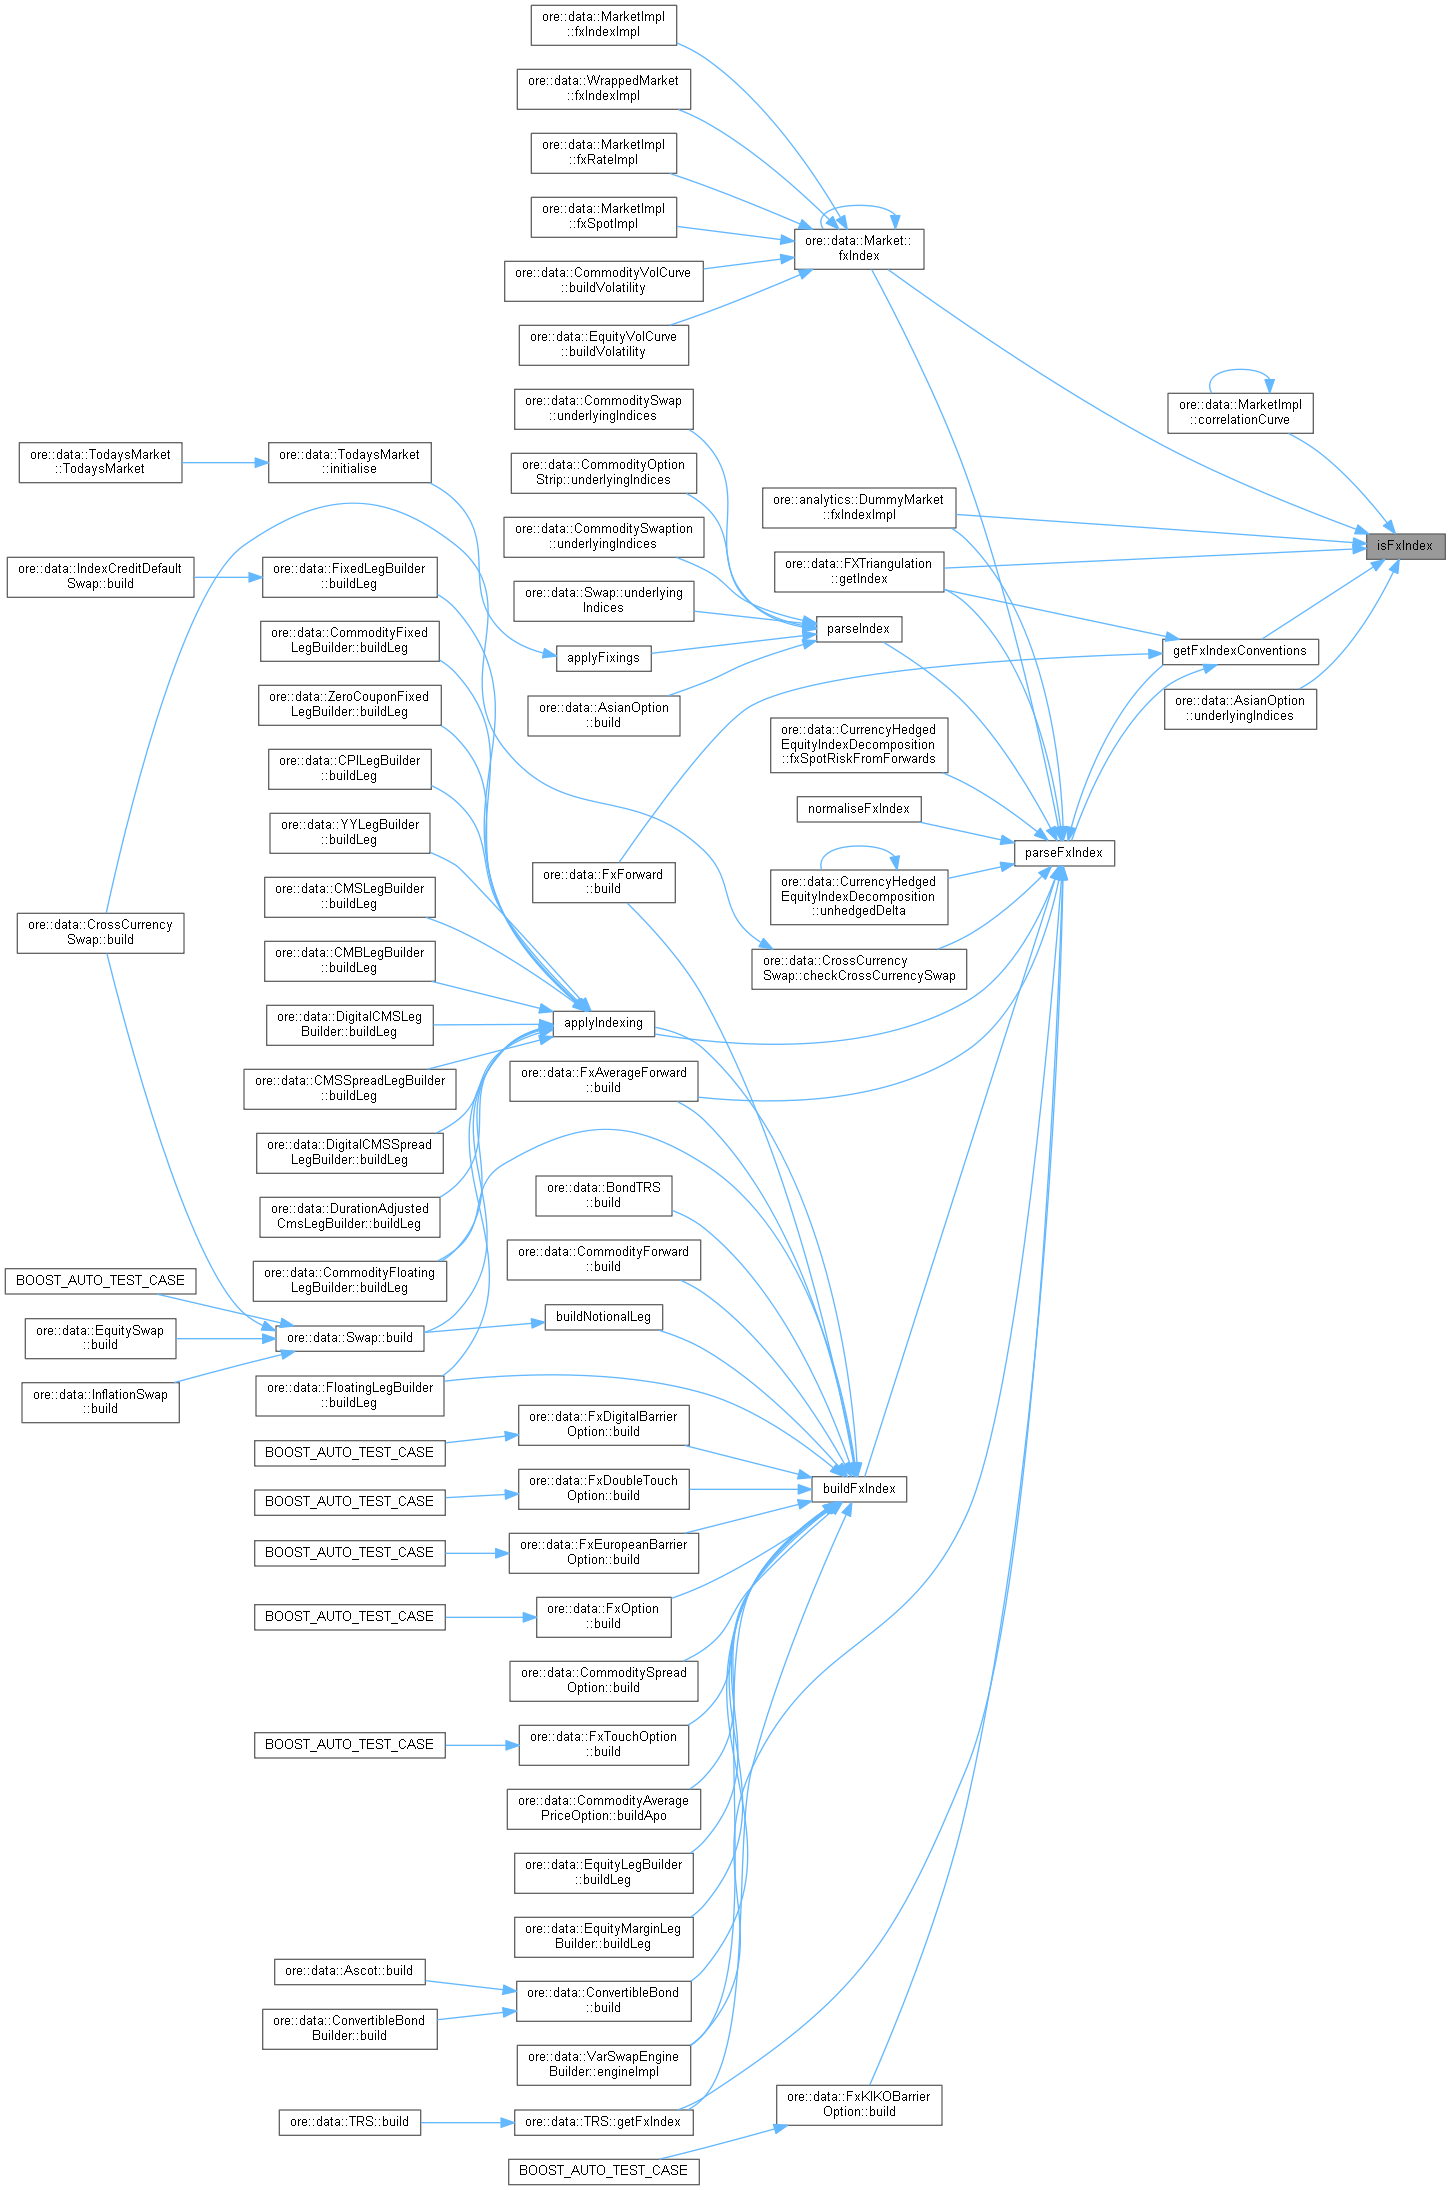 ore::data::MarketImpl
::fxIndexImpl
ore::data::WrappedMarket
::fxIndexImpl
ore::data::MarketImpl
::fxRateImpl
ore::data::MarketImpl
::fxSpotImpl
ore::data::Market::
fxIndex
ore::data::CommodityVolCurve
::buildVolatility
ore::data::EquityVolCurve
::buildVolatility
ore::data::CommoditySwap
::underlyingIndices
ore::data::MarketImpl
::correlationCurve
ore::data::TodaysMarket
::TodaysMarket
ore::data::TodaysMarket
::initialise
ore::data::CommodityOption
Strip::underlyingIndices
ore::analytics::DummyMarket
::fxIndexImpl
ore::data::CommoditySwaption
::underlyingIndices
isFxIndex
ore::data::IndexCreditDefault
Swap::build
ore::data::FixedLegBuilder
::buildLeg
ore::data::FXTriangulation
::getIndex
ore::data::Swap::underlying
Indices
ore::data::CommodityFixed
LegBuilder::buildLeg
parseIndex
applyFixings
getFxIndexConventions
ore::data::ZeroCouponFixed
LegBuilder::buildLeg
ore::data::AsianOption
::build
ore::data::AsianOption
::underlyingIndices
ore::data::CurrencyHedged
EquityIndexDecomposition
::fxSpotRiskFromForwards
ore::data::CPILegBuilder
::buildLeg
normaliseFxIndex
ore::data::YYLegBuilder
::buildLeg
parseFxIndex
ore::data::FxForward
::build
ore::data::CurrencyHedged
EquityIndexDecomposition
::unhedgedDelta
ore::data::CMSLegBuilder
::buildLeg
ore::data::CrossCurrency
Swap::build
ore::data::CMBLegBuilder
::buildLeg
ore::data::CrossCurrency
Swap::checkCrossCurrencySwap
ore::data::DigitalCMSLeg
Builder::buildLeg
applyIndexing
ore::data::CMSSpreadLegBuilder
::buildLeg
ore::data::FxAverageForward
::build
ore::data::DigitalCMSSpread
LegBuilder::buildLeg
ore::data::BondTRS
::build
ore::data::DurationAdjusted
CmsLegBuilder::buildLeg
ore::data::CommodityForward
::build
ore::data::CommodityFloating
LegBuilder::buildLeg
BOOST_AUTO_TEST_CASE
buildNotionalLeg
ore::data::EquitySwap
::build
ore::data::Swap::build
ore::data::InflationSwap
::build
ore::data::FloatingLegBuilder
::buildLeg
ore::data::FxDigitalBarrier
Option::build
BOOST_AUTO_TEST_CASE
ore::data::FxDoubleTouch
Option::build
buildFxIndex
BOOST_AUTO_TEST_CASE
ore::data::FxEuropeanBarrier
Option::build
BOOST_AUTO_TEST_CASE
ore::data::FxOption
::build
BOOST_AUTO_TEST_CASE
ore::data::CommoditySpread
Option::build
ore::data::FxTouchOption
::build
BOOST_AUTO_TEST_CASE
ore::data::CommodityAverage
PriceOption::buildApo
ore::data::EquityLegBuilder
::buildLeg
ore::data::EquityMarginLeg
Builder::buildLeg
ore::data::Ascot::build
ore::data::ConvertibleBond
::build
ore::data::ConvertibleBond
Builder::build
ore::data::VarSwapEngine
Builder::engineImpl
ore::data::FxKIKOBarrier
Option::build
ore::data::TRS::build
ore::data::TRS::getFxIndex
BOOST_AUTO_TEST_CASE